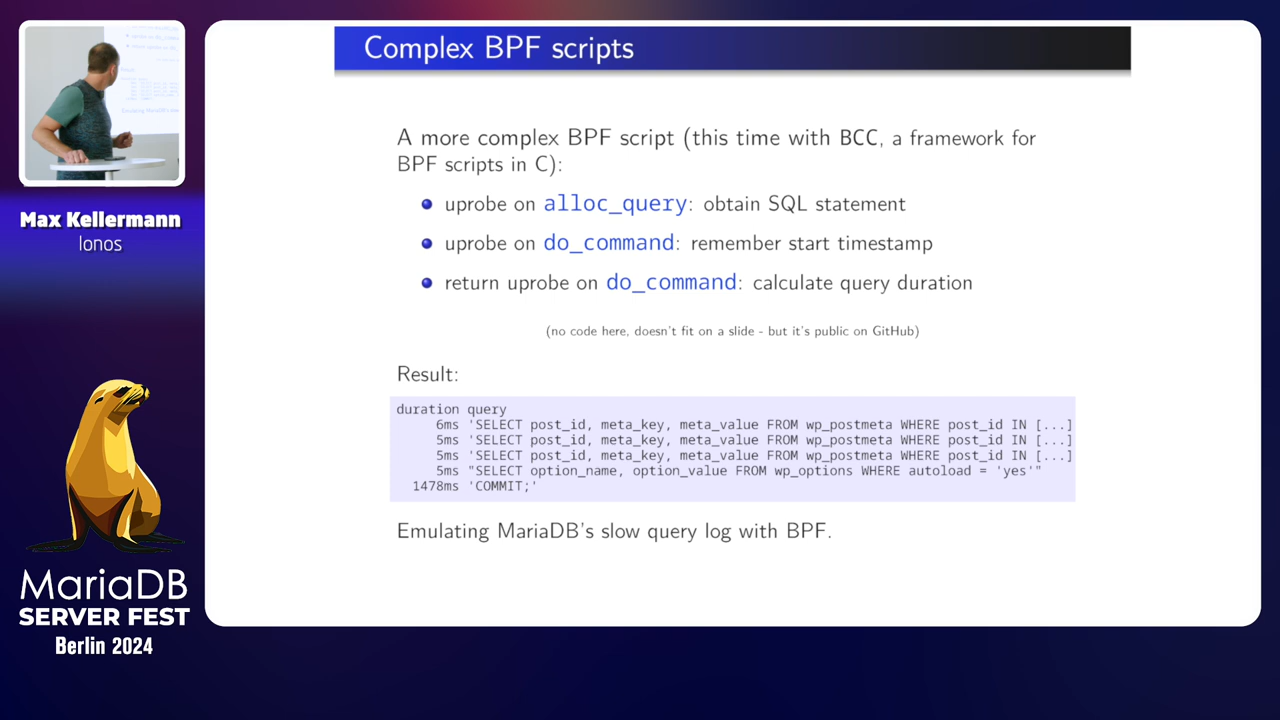 Complex BPF scripts
A more complex BPF script (this time with BCC, a framework for
BPF scripts in C):
uprobe on alloc_query: obtain SQL statement
uprobe on do_command: remember start timestamp
return uprobe on do_command: calculate query duration
(no code here, doesn't fit on a slide - but it's public on GitHub)
Result:
duration query
6ms 'SELECT post_id, meta_key, meta_value FROM wp_postmeta WHERE post_id IN [...]
5ms 'SELECT post_id, meta_key, meta_value FROM wp_postmeta WHERE post_id IN [...]
5ms 'SELECT post_id, meta_key, meta_value FROM wp_postmeta WHERE post_id IN [...]
5ms "SELECT option_name, option_value FROM wp_options WHERE autoload = 'yes'"
1478ms 'COMMIT;'
Emulating MariaDB's slow query log with BPF.
Max Kellermann
Ionos
MariaDB
SERVER FEST
Berlin 2024